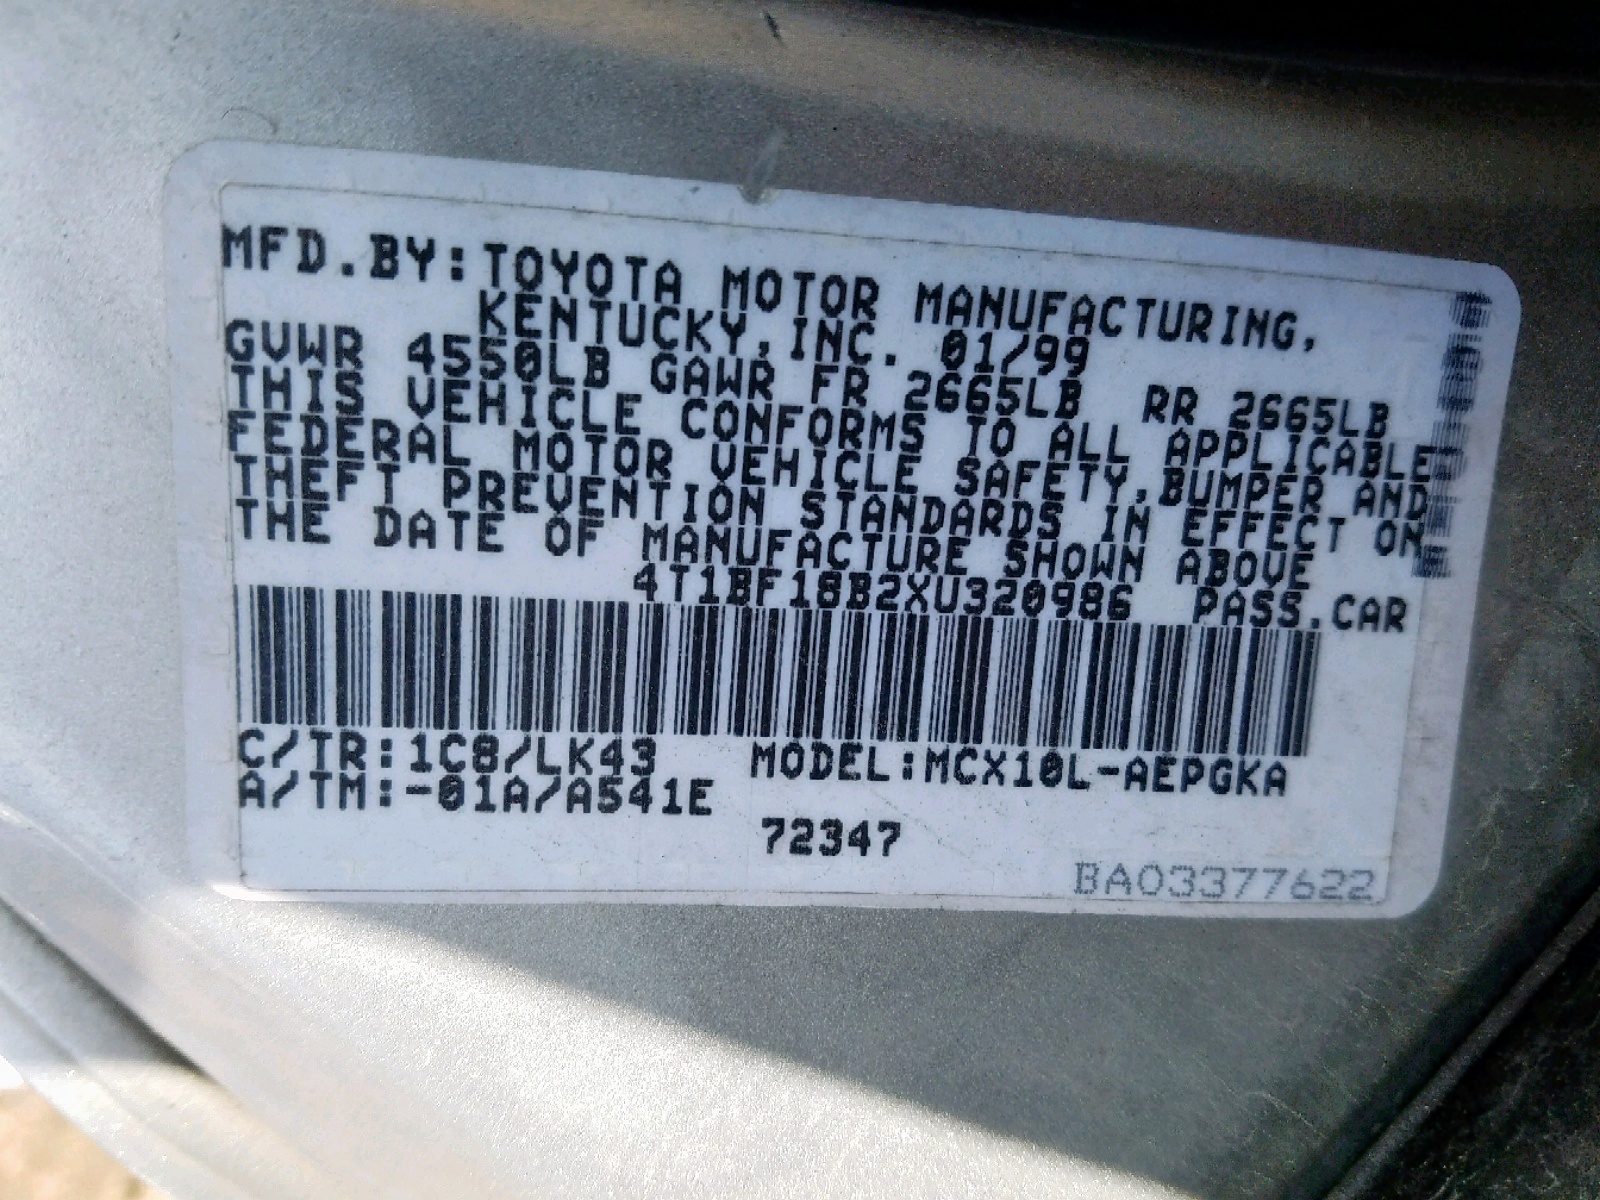 MFD.BY:TOYOTA MOTOR MANUFACTURING,
KENTUCKY,INC. 01/99
GVWR 4550LB GAWR FR 2665LB RR 2665LB
THIS VEHICLE CONFORMS TO ALL APPLICABLE
FEDERAL MOTOR VEHICLE SAFETY,BUMPER AND
THEFT PREVENTION STANDARDS IN EFFECT ON
THE DATE OF MANUFACTURE SHOWN ABOVE
4T1BF18B2XU320986 PASS.CAR
C/TR:1C8/LK43 MODEL:MCX10L-AEPGKA
A/TM:-01A/A541E
72347
BA03377622